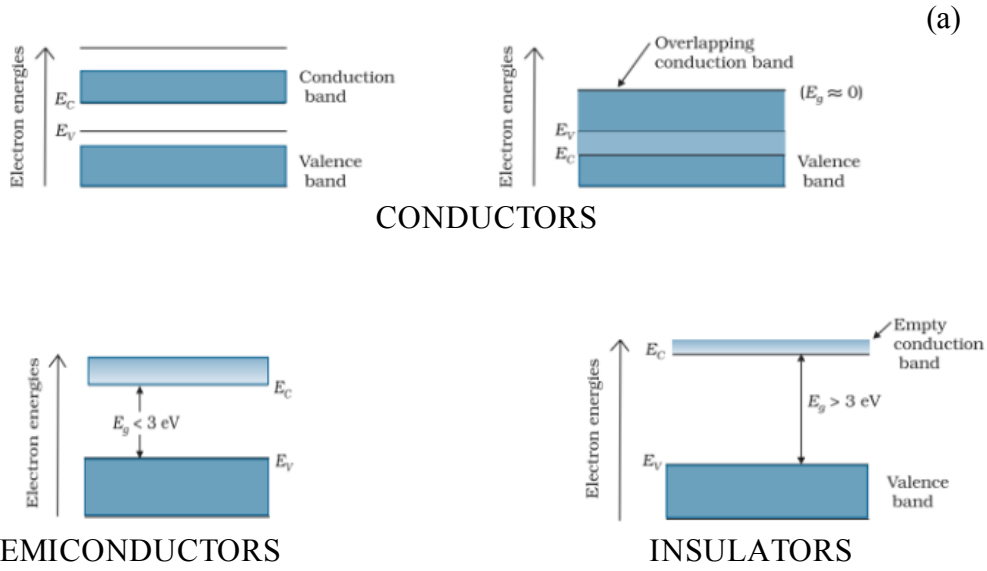 (a)
Electron energies
Conduction
band
E_C
E_V
Valence
band
Electron energies
Overlapping
conduction band
(E_g ≈ 0)
E_V
E_C
Valence
band
CONDUCTORS
Electron energies
E_C
E_g < 3 eV
E_V
EMICONDUCTORS
Electron energies
Empty
conduction
band
E_C
E_g > 3 eV
E_V
Valence
band
INSULATORS